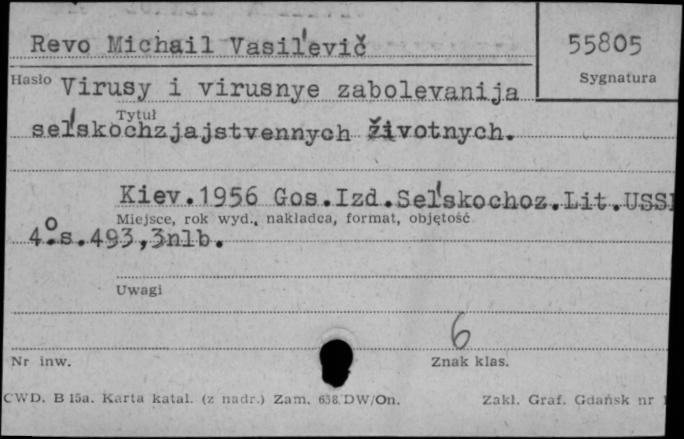 Revo Michail Vasil'evič
55805
Sygnatura
Hasło
Virusy i virusnye zabolevanija
Tytuł
sel'skochzjajstvennych životnych.
Kiev.1956 Gos.Izd.Sel'skochoz.Lit.USSR
Miejsce, rok wyd., nakładca, format, objętość
4.° s.493,3nlb.
Uwagi
6
Nr inw.
Znak klas.
CWD. B 15a. Karta katal. (z nadr.) Zam. 638/DW/On.
Zakł. Graf. Gdańsk nr